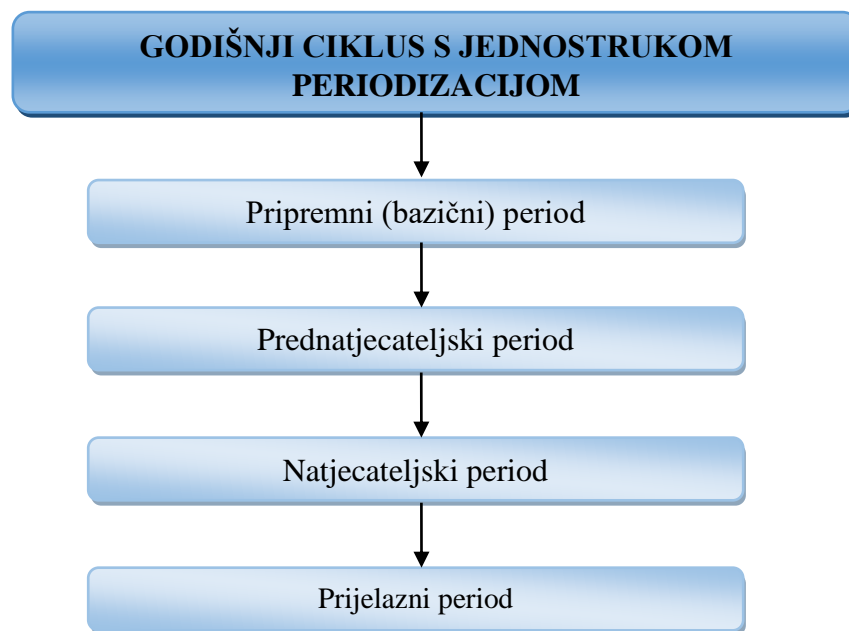 GODIŠNJI CIKLUS S JEDNOSTRUKOM
PERIODIZACIJOM
Pripremni (bazični) period
Prednatjecateljski period
Natjecateljski period
Prijelazni period